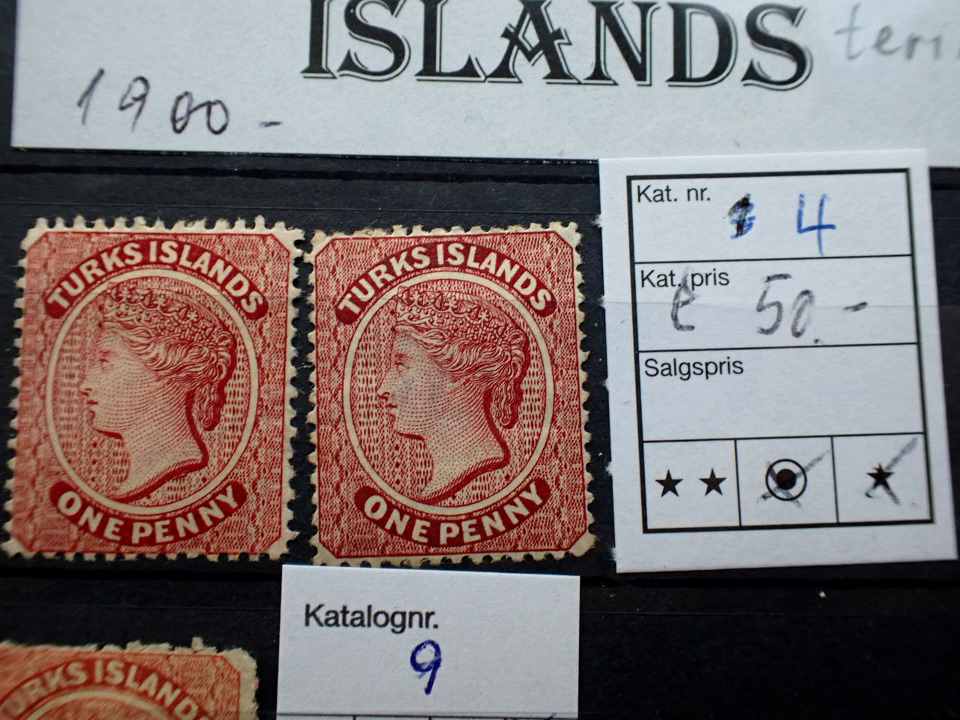 ISLANDS
1900-
TURKS ISLANDS
ONE PENNY
TURKS ISLANDS
ONE PENNY
Kat. nr. 4
Kat. pris
€ 50.-
Salgspris
Katalognr.
9
TURKS ISLANDS